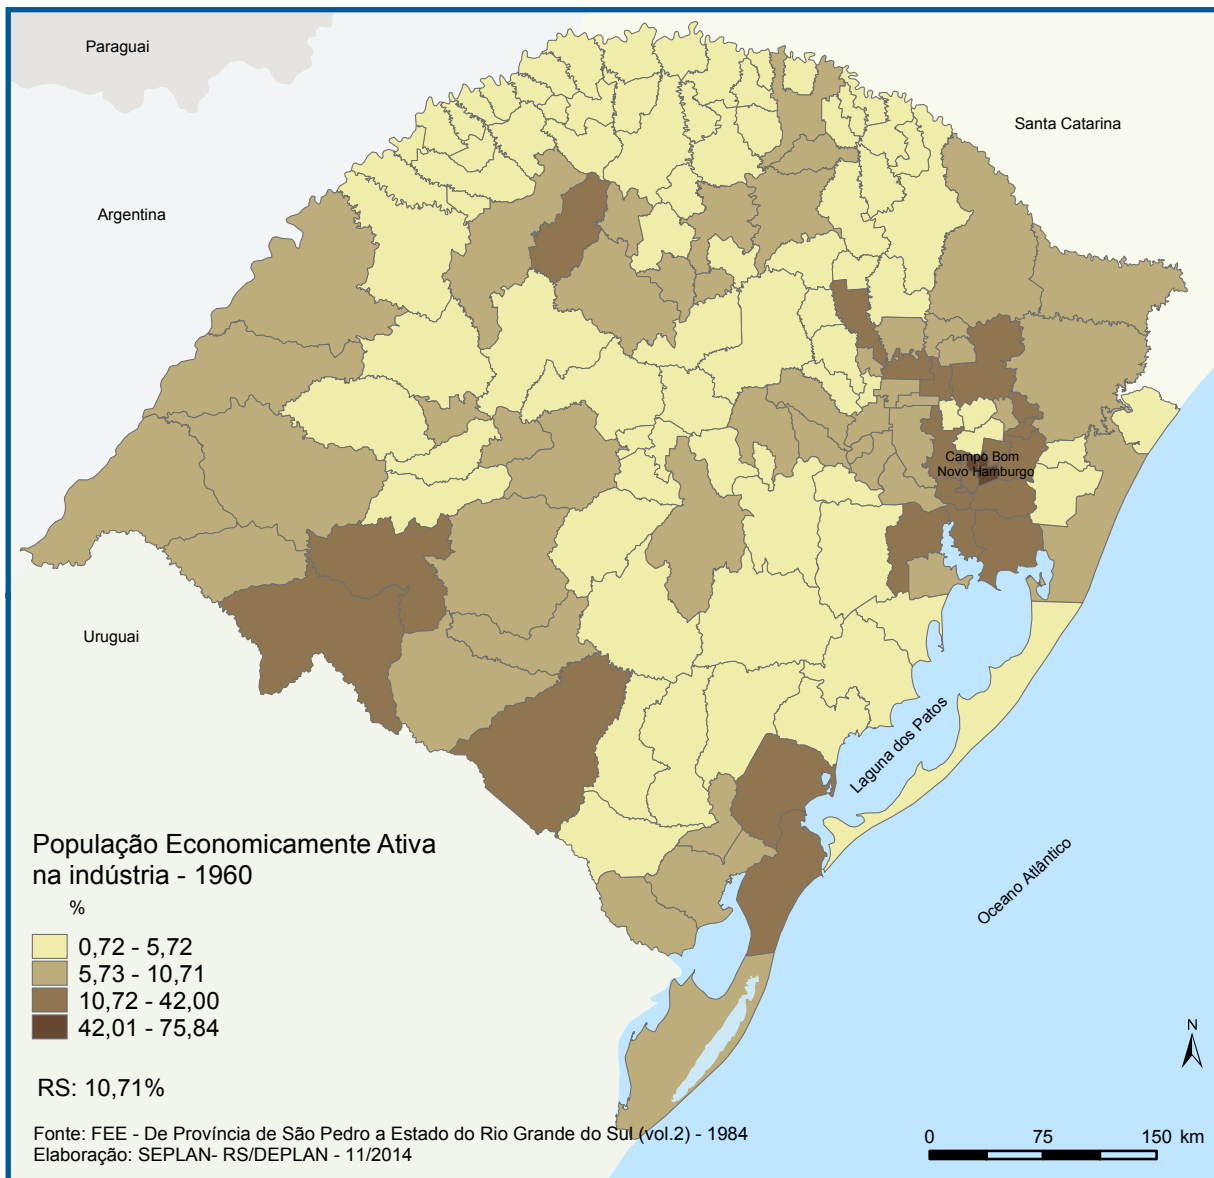 Paraguai
Santa Catarina
Argentina
Campo Bom
Novo Hamburgo
Uruguai
Laguna dos Patos
Oceano Atlântico
População Economicamente Ativa
na indústria - 1960
%
0,72 - 5,72
5,73 - 10,71
10,72 - 42,00
42,01 - 75,84
RS: 10,71%
N
Fonte: FEE - De Província de São Pedro a Estado do Rio Grande do Sul (vol.2) - 1984
Elaboração: SEPLAN- RS/DEPLAN - 11/2014
0 75 150 km